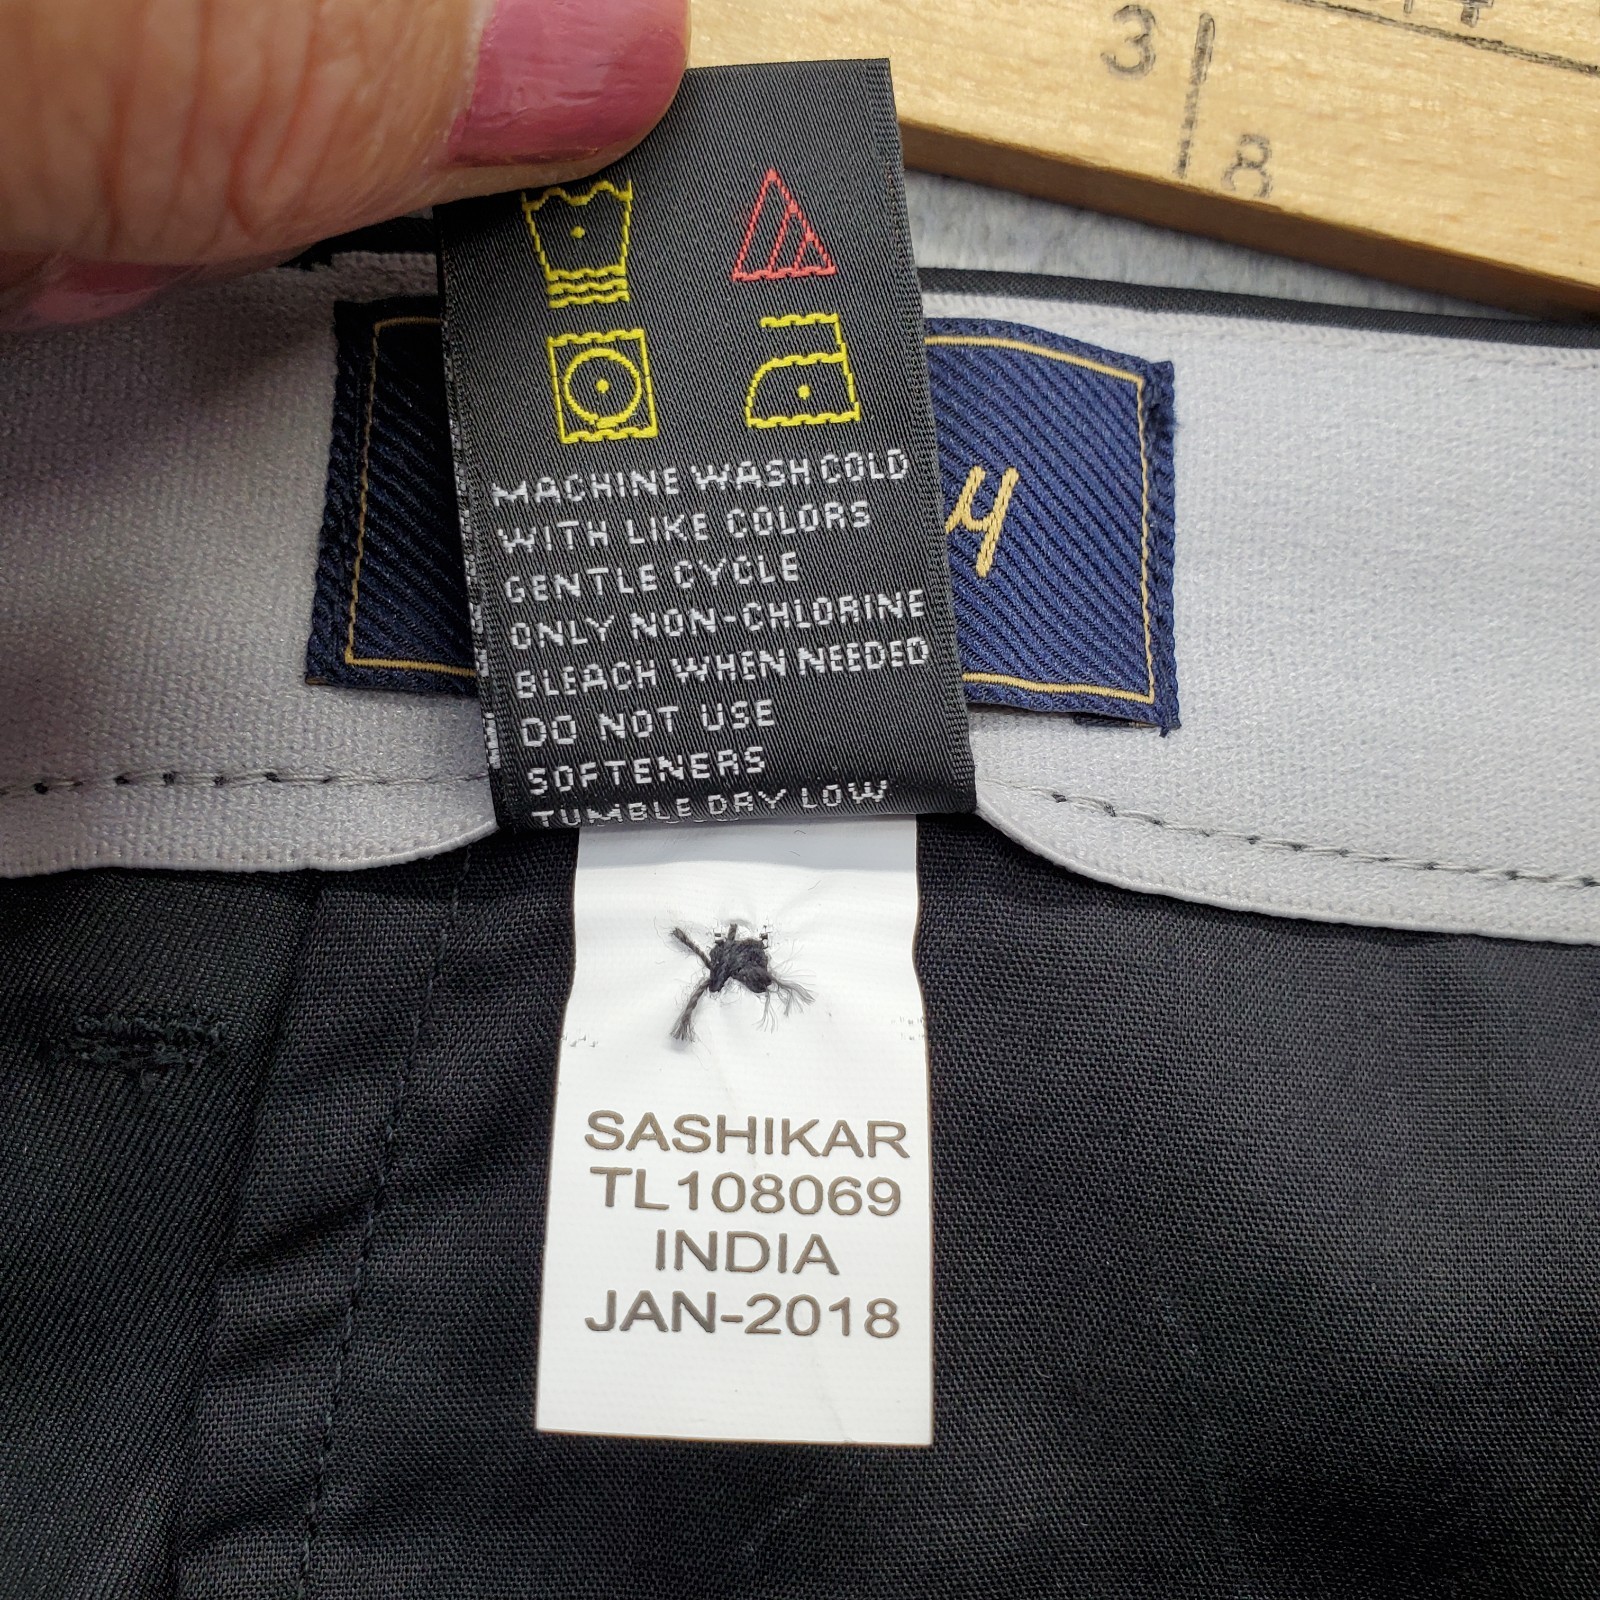 3
8
MACHINE WASH COLD
WITH LIKE COLORS
GENTLE CYCLE
ONLY NON-CHLORINE
BLEACH WHEN NEEDED
DO NOT USE
SOFTENERS
TUMBLE DRY LOW
SASHIKAR
TL108069
INDIA
JAN-2018